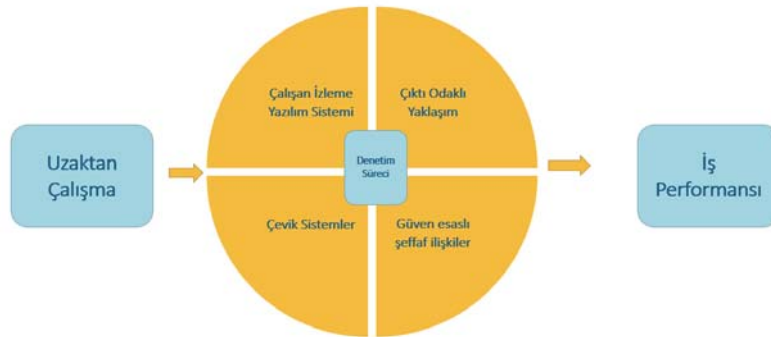 Uzaktan
Çalışma
Çalışan İzleme
Yazılım Sistemi
Çıktı Odaklı
Yaklaşım
Denetim
Süreci
Çevik Sistemler
Güven esaslı
şeffaf ilişkiler
İş
Performansı